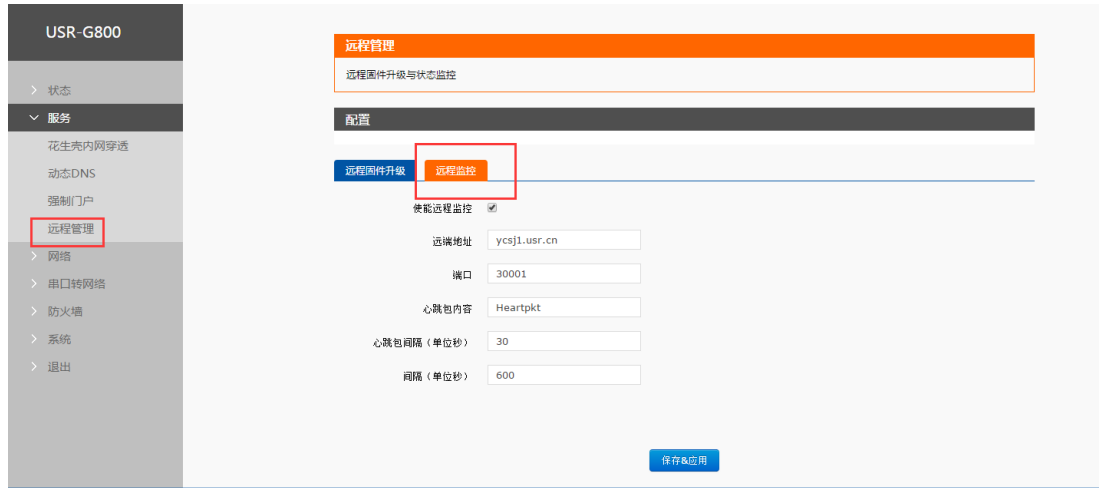 USR-G800
状态
服务
花生壳内网穿透
动态DNS
强制门户
远程管理
网络
串口转网络
防火墙
系统
退出
远程管理
远程固件升级与状态监控
配置
远程固件升级 远程监控
使能远程监控
远端地址 ycsj1.usr.cn
端口 30001
心跳包内容 Heartpkt
心跳包间隔（单位秒） 30
间隔（单位秒） 600
保存&应用